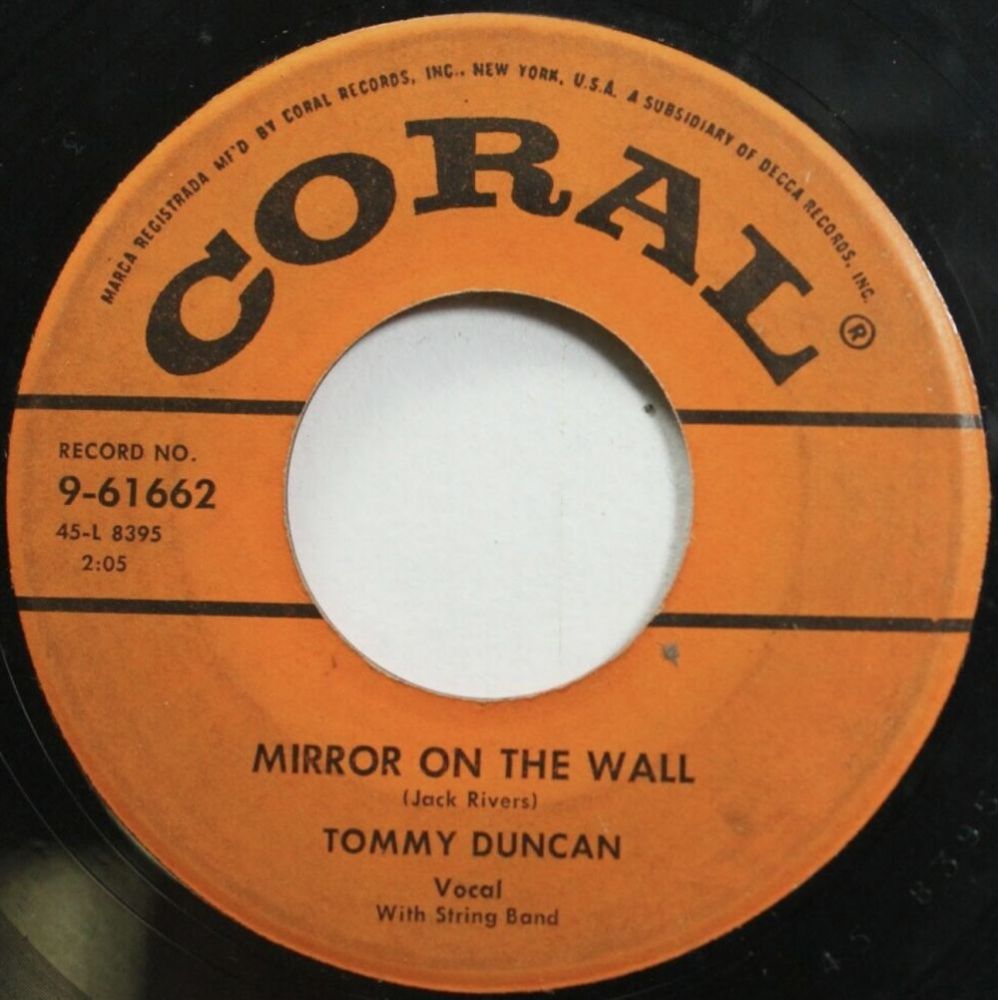 MARCA REGISTRADA MF'D BY CORAL RECORDS, INC., NEW YORK, U.S.A. A SUBSIDIARY OF DECCA RECORDS, INC.
CORAL®
RECORD NO.
9-61662
45-L 8395
2:05
MIRROR ON THE WALL
(Jack Rivers)
TOMMY DUNCAN
Vocal
With String Band